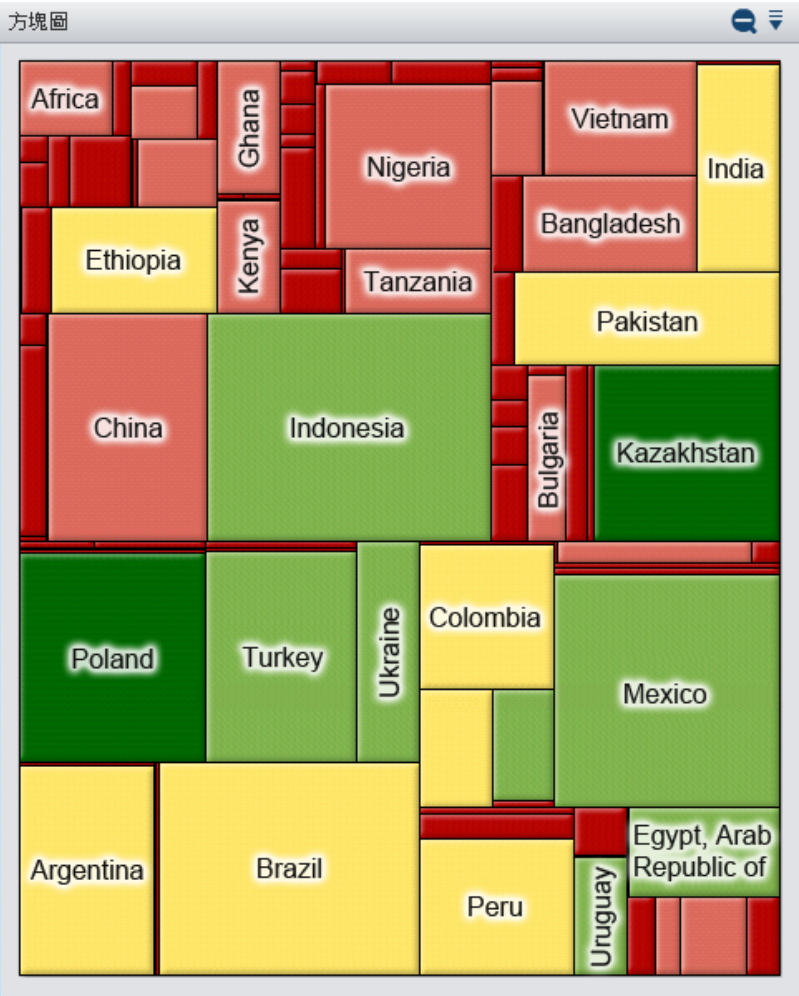 方塊圖
Africa
Ghana
Nigeria
Vietnam
India
Bangladesh
Ethiopia
Kenya
Tanzania
Pakistan
China
Indonesia
Bulgaria
Kazakhstan
Poland
Turkey
Ukraine
Colombia
Mexico
Argentina
Brazil
Peru
Uruguay
Egypt, Arab
Republic of